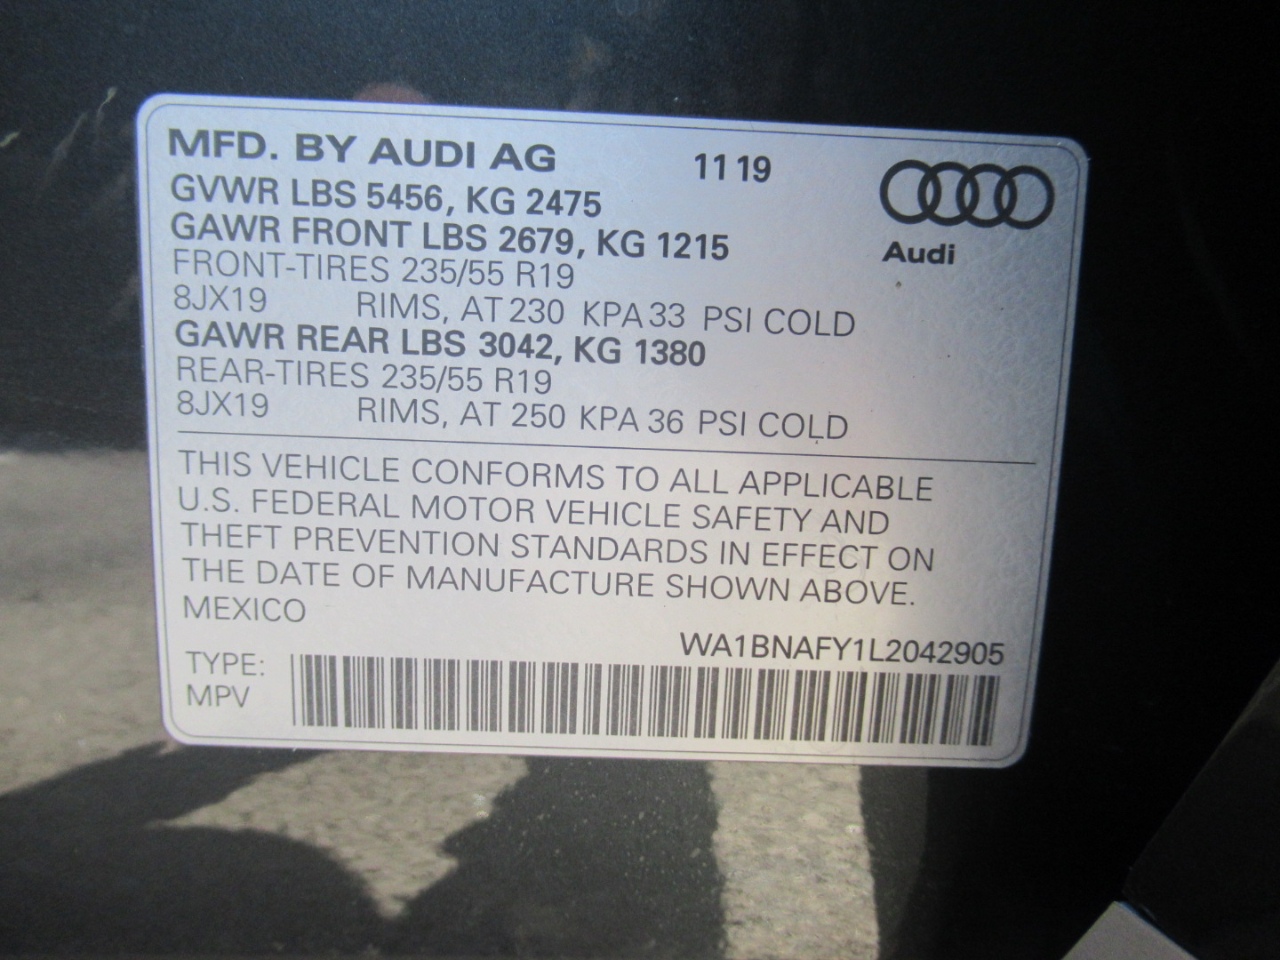 MFD. BY AUDI AG 11 19
GVWR LBS 5456, KG 2475
GAWR FRONT LBS 2679, KG 1215
Audi
FRONT-TIRES 235/55 R19
8JX19 RIMS, AT 230 KPA 33 PSI COLD
GAWR REAR LBS 3042, KG 1380
REAR-TIRES 235/55 R19
8JX19 RIMS, AT 250 KPA 36 PSI COLD
THIS VEHICLE CONFORMS TO ALL APPLICABLE
U.S. FEDERAL MOTOR VEHICLE SAFETY AND
THEFT PREVENTION STANDARDS IN EFFECT ON
THE DATE OF MANUFACTURE SHOWN ABOVE.
MEXICO
WA1BNAFY1L2042905
TYPE:
MPV